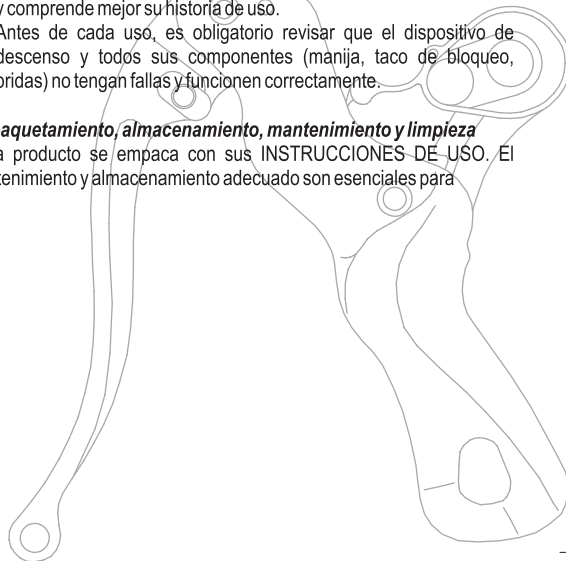 y comprende mejor su historia de uso.
Antes de cada uso, es obligatorio revisar que el dispositivo de
descenso y todos sus componentes (manija, taco de bloqueo,
bridas) no tengan fallas y funcionen correctamente.
aquetamiento, almacenamiento, mantenimiento y limpieza
a producto se empaca con sus INSTRUCCIONES DE USO. El
tenimiento y almacenamiento adecuado son esenciales para